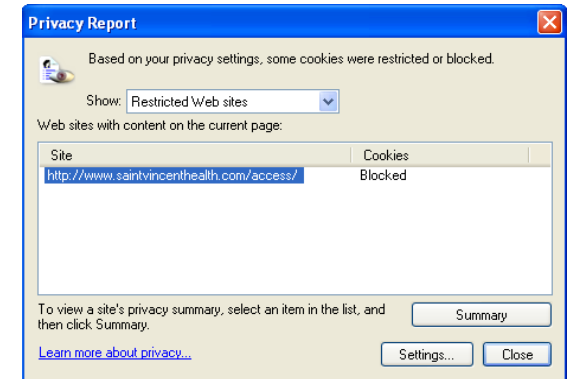 Privacy Report
Based on your privacy settings, some cookies were restricted or blocked.
Show: Restricted Web sites
Web sites with content on the current page:
Site Cookies
http://www.saintvincenthealth.com/access/ Blocked
To view a site's privacy summary, select an item in the list, and
then click Summary.
Summary
Learn more about privacy...
Settings... Close